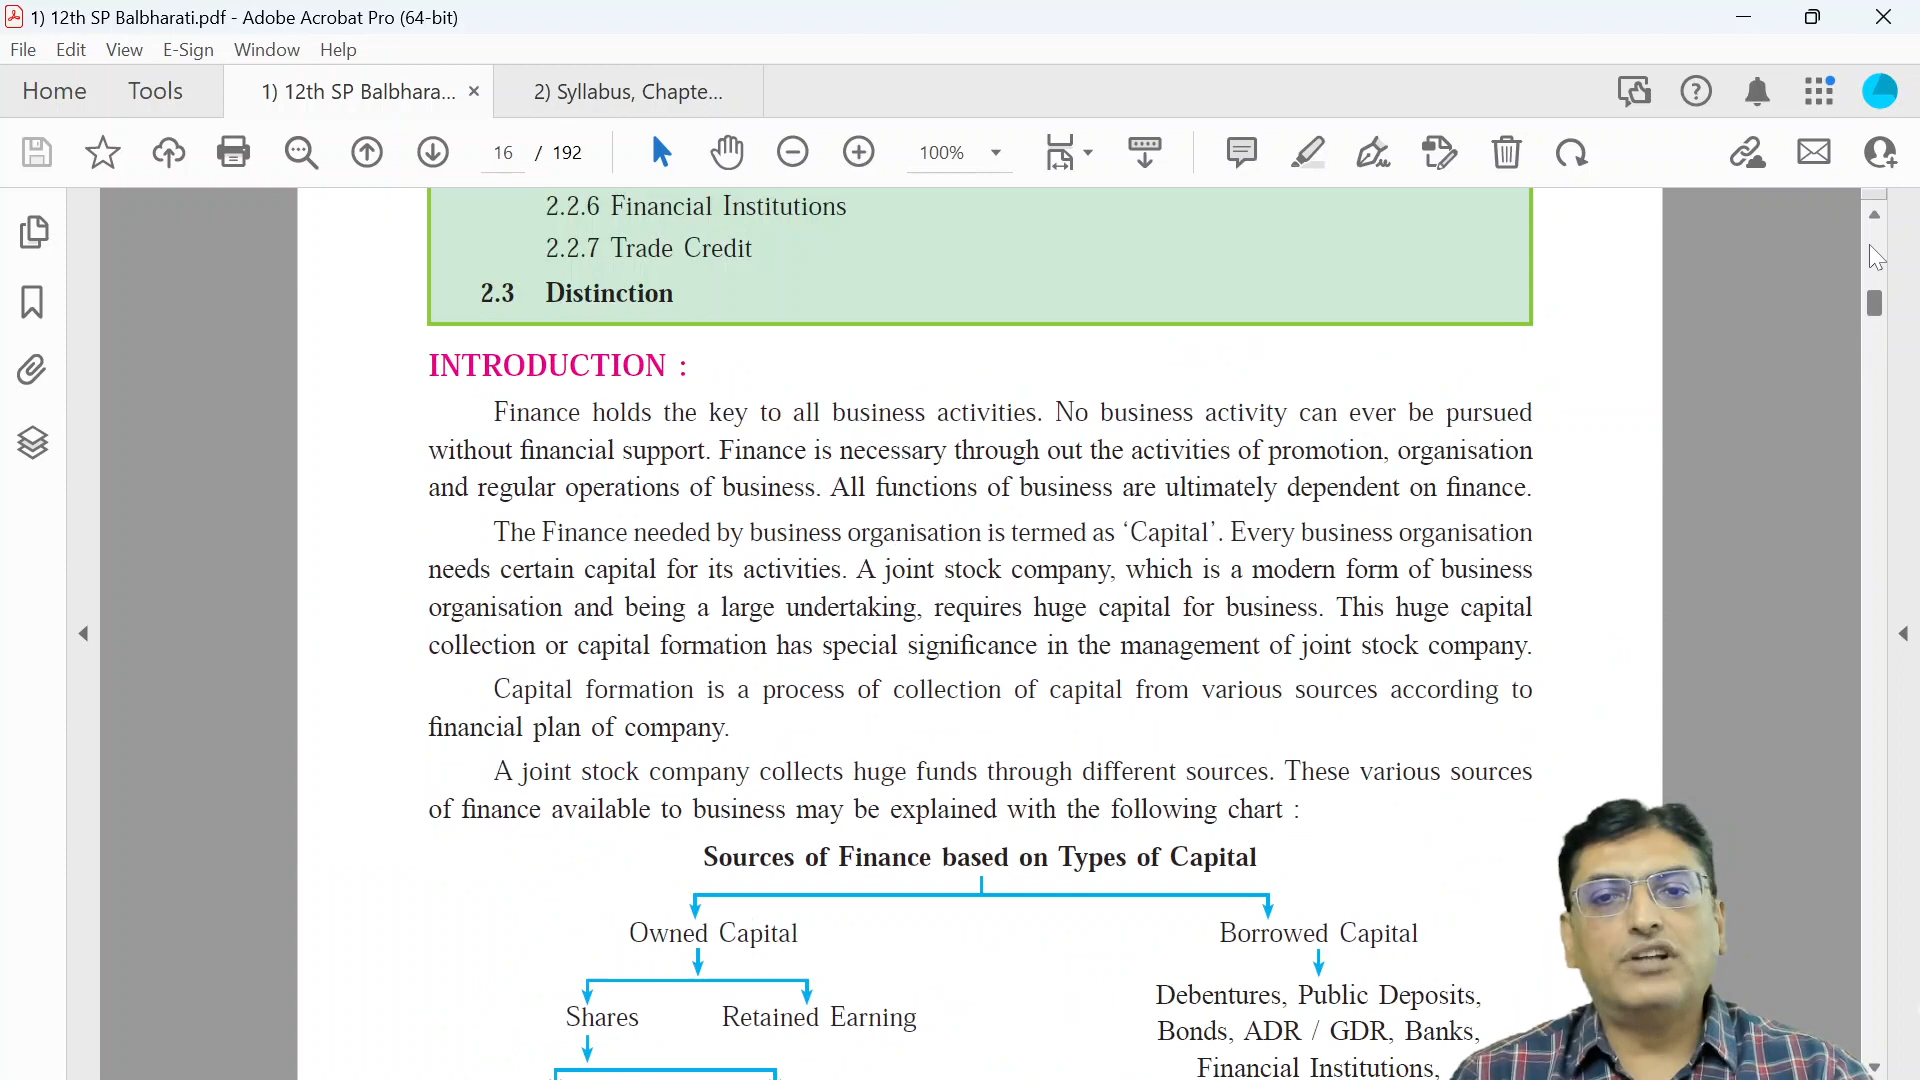 1) 12th SP Balbharati.pdf - Adobe Acrobat Pro (64-bit)
File Edit View E-Sign Window Help
Home Tools 1) 12th SP Balbhara... × 2) Syllabus, Chapte...
16 / 192 100%
2.2.6 Financial Institutions
2.2.7 Trade Credit
2.3 Distinction
INTRODUCTION :
Finance holds the key to all business activities. No business activity can ever be pursued
without financial support. Finance is necessary through out the activities of promotion, organisation
and regular operations of business. All functions of business are ultimately dependent on finance.
The Finance needed by business organisation is termed as ‘Capital’. Every business organisation
needs certain capital for its activities. A joint stock company, which is a modern form of business
organisation and being a large undertaking, requires huge capital for business. This huge capital
collection or capital formation has special significance in the management of joint stock company.
Capital formation is a process of collection of capital from various sources according to
financial plan of company.
A joint stock company collects huge funds through different sources. These various sources
of finance available to business may be explained with the following chart :
Sources of Finance based on Types of Capital
Owned Capital Borrowed Capital
Shares Retained Earning
Debentures, Public Deposits,
Bonds, ADR / GDR, Banks,
Financial Institutions,